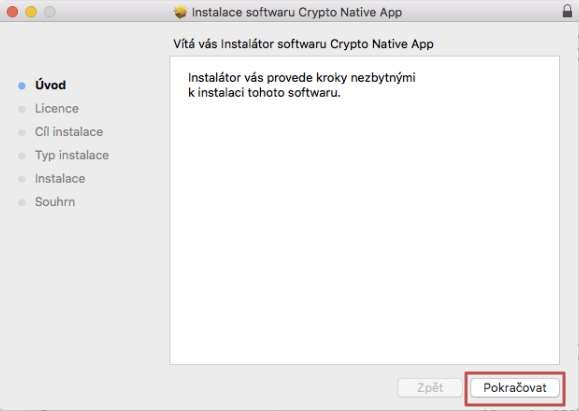 Instalace softwaru Crypto Native App
Vítá vás Instalátor softwaru Crypto Native App
Úvod
Licence
Cíl instalace
Typ instalace
Instalace
Souhrn
Instalátor vás provede kroky nezbytnými
k instalaci tohoto softwaru.
Zpět
Pokračovat